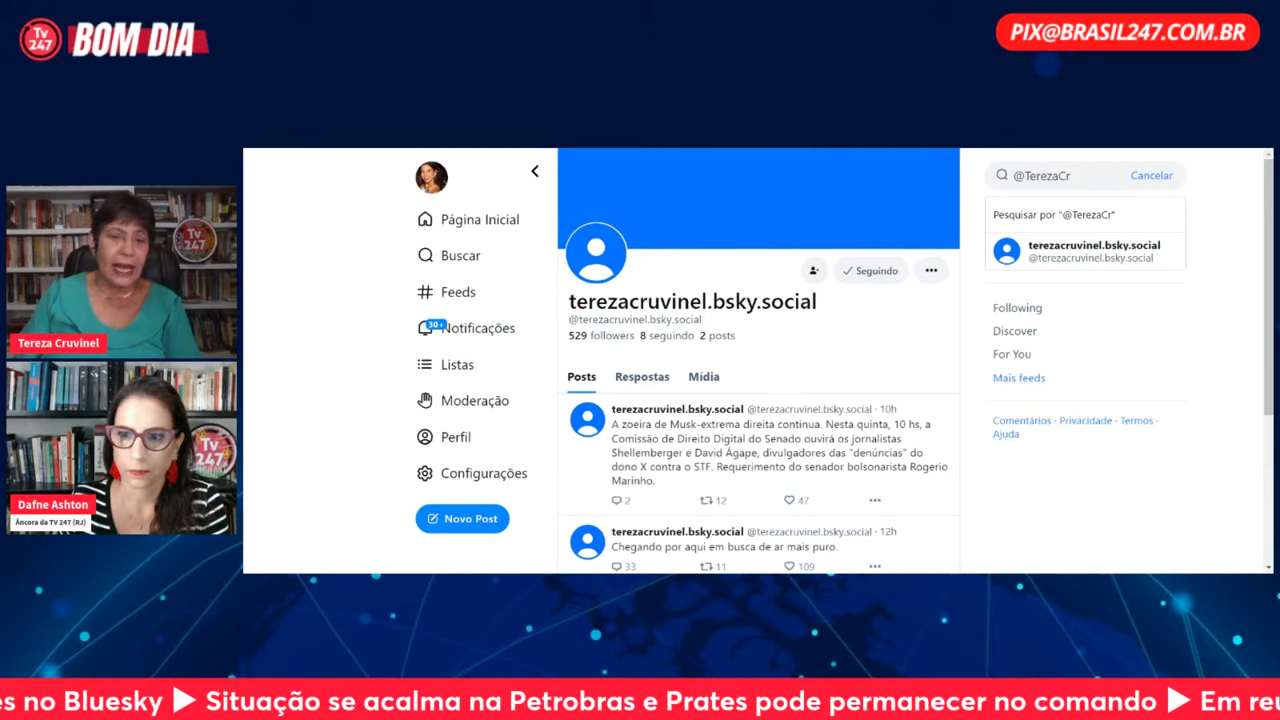 Tv 247 BOM DIA
PIX@BRASIL247.COM.BR
Tv 247
Tereza Cruvinel
Tv 247
Dafne Ashton
Âncora da TV 247 (RJ)
Página Inicial
Buscar
Feeds
30+
Notificações
Listas
Moderação
Perfil
Configurações
Novo Post
Seguindo
terezacruvinel.bsky.social
@terezacruvinel.bsky.social
529 followers 8 seguindo 2 posts
Posts Respostas Mídia
terezacruvinel.bsky.social @terezacruvinel.bsky.social · 10h
A zoeira de Musk-extrema direita continua. Nesta quinta, 10 hs, a
Comissão de Direito Digital do Senado ouvirá os jornalistas
Shellemberger e David Ágape, divulgadores das "denúncias" do
dono X contra o STF. Requerimento do senador bolsonarista Rogerio
Marinho.
2 12 47
terezacruvinel.bsky.social @terezacruvinel.bsky.social · 12h
Chegando por aqui em busca de ar mais puro.
33 11 109
@TerezaCr Cancelar
Pesquisar por "@TerezaCr"
terezacruvinel.bsky.social
@terezacruvinel.bsky.social
Following
Discover
For You
Mais feeds
Comentários · Privacidade · Termos ·
Ajuda
es no Bluesky ▶ Situação se acalma na Petrobras e Prates pode permanecer no comando ▶ Em reu